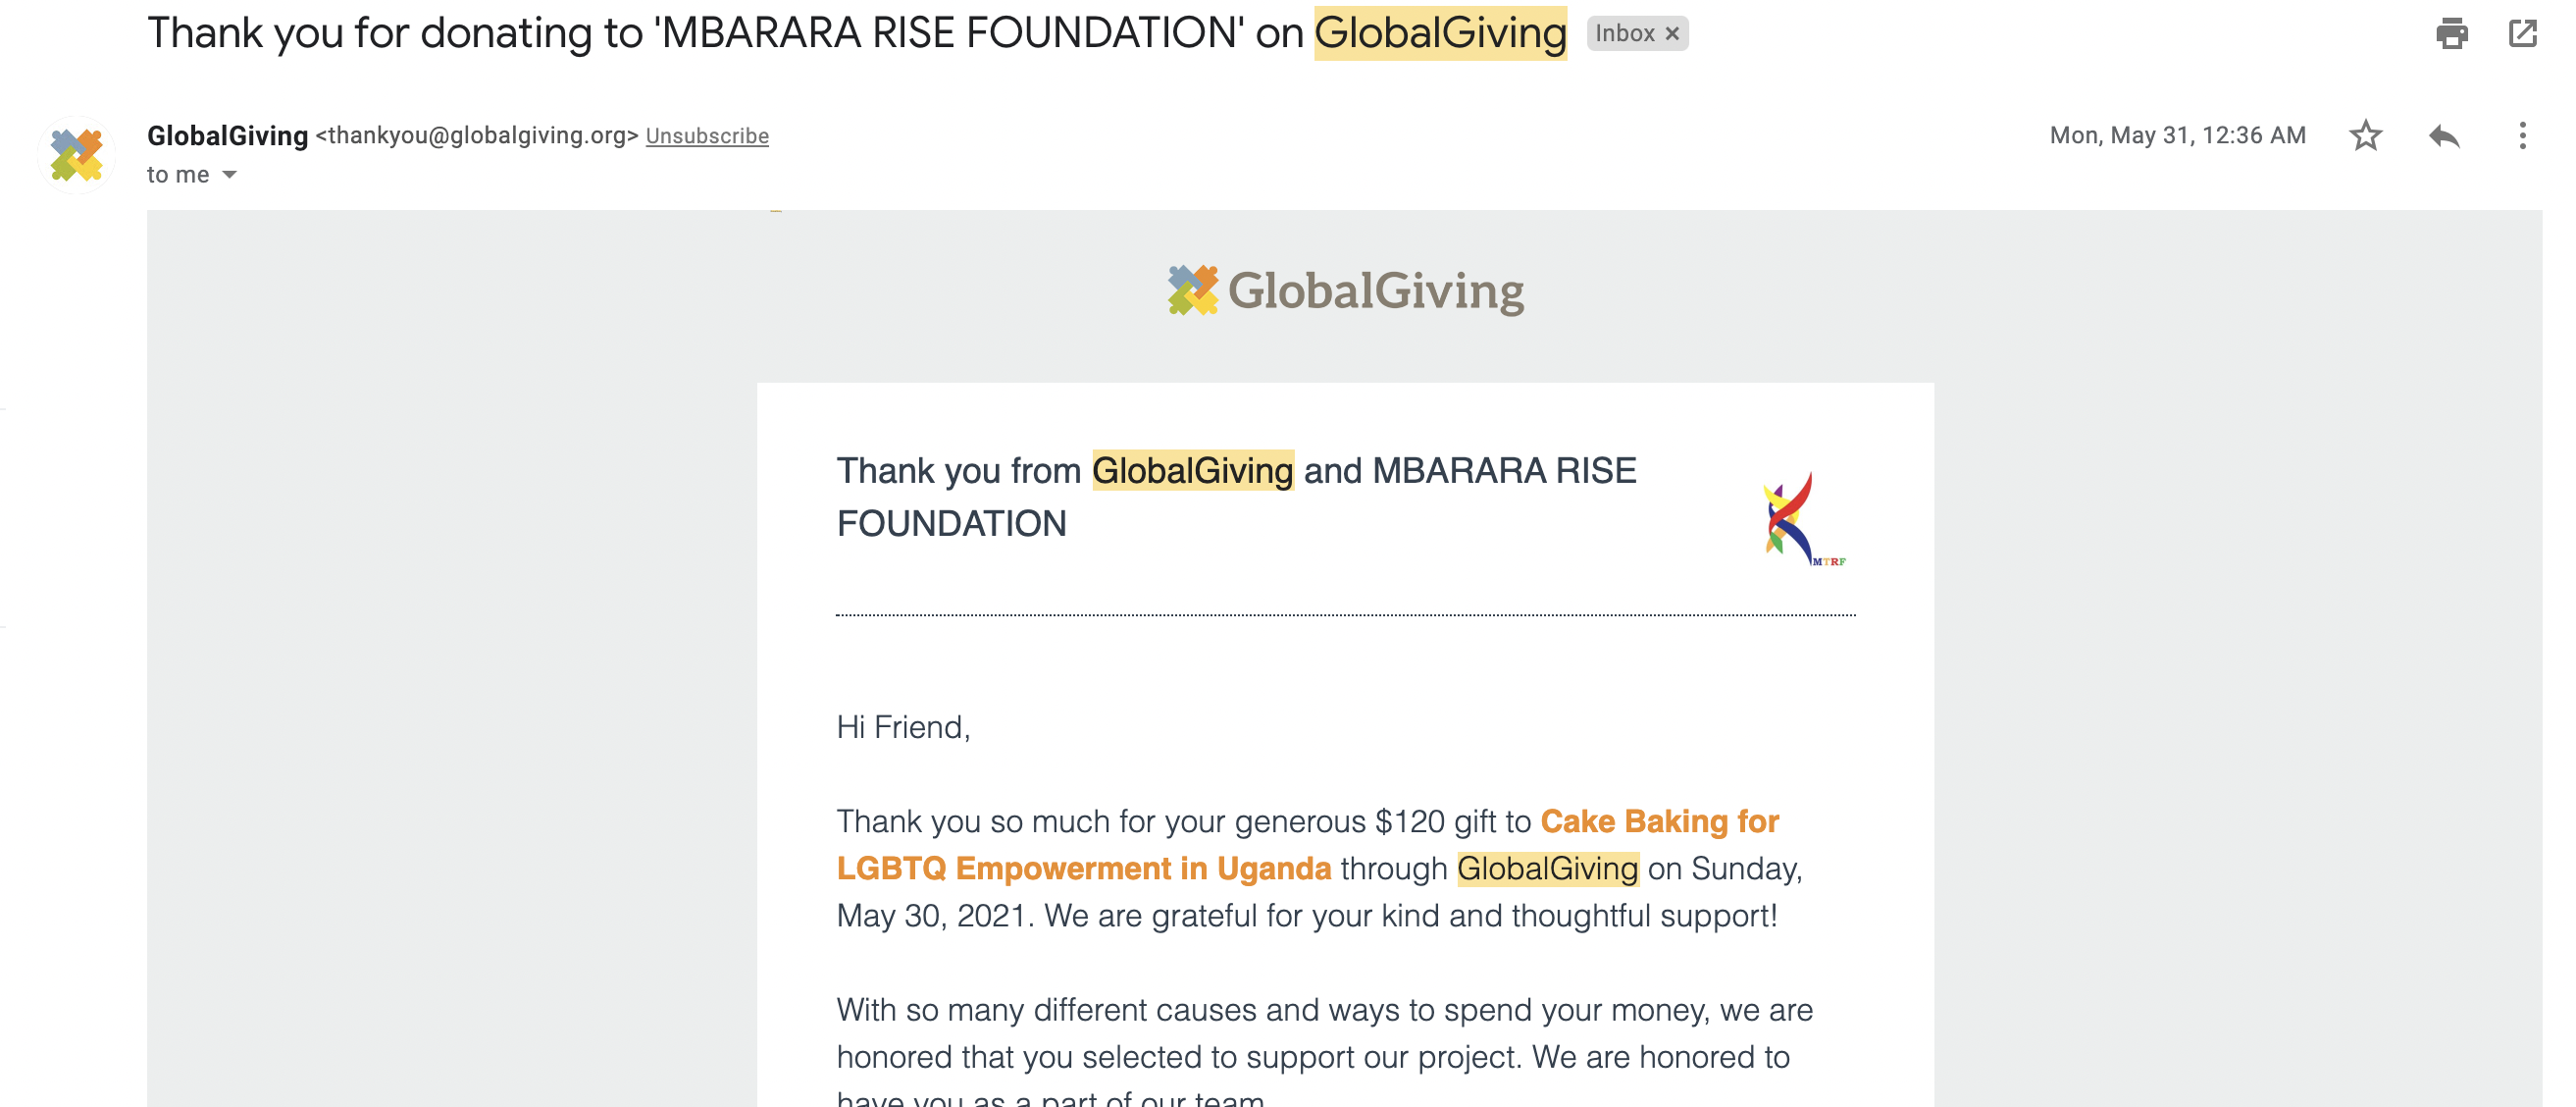 Thank you for donating to 'MBARARA RISE FOUNDATION' on GlobalGiving Inbox ×
GlobalGiving <thankyou@globalgiving.org> Unsubscribe Mon, May 31, 12:36 AM
to me
GlobalGiving
Thank you from GlobalGiving and MBARARA RISE
FOUNDATION
MTRF
Hi Friend,
Thank you so much for your generous $120 gift to Cake Baking for
LGBTQ Empowerment in Uganda through GlobalGiving on Sunday,
May 30, 2021. We are grateful for your kind and thoughtful support!
With so many different causes and ways to spend your money, we are
honored that you selected to support our project. We are honored to
have you as a part of our team